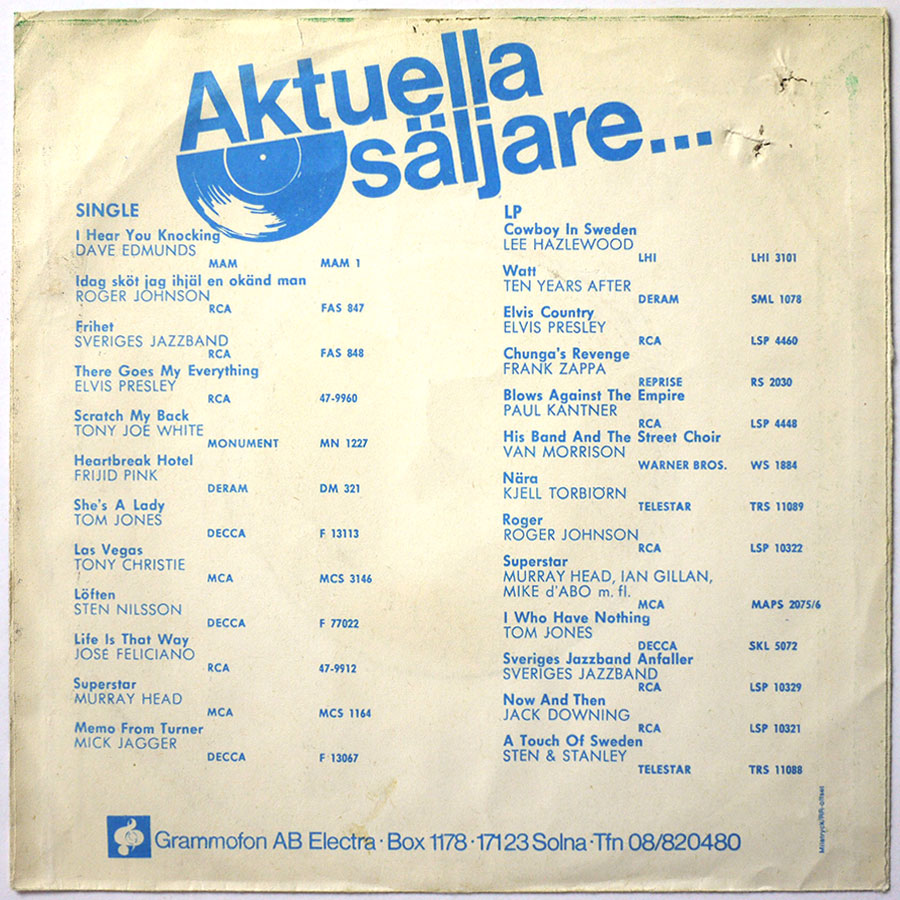 Aktuella
säljare...
SINGLE
I Hear You Knocking
DAVE EDMUNDS
MAM MAM 1
Idag sköt jag ihjäl en okänd man
ROGER JOHNSON
RCA FAS 847
Frihet
SVERIGES JAZZBAND
RCA FAS 848
There Goes My Everything
ELVIS PRESLEY
RCA 47-9960
Scratch My Back
TONY JOE WHITE
MONUMENT MN 1227
Heartbreak Hotel
FRIJID PINK
DERAM DM 321
She's A Lady
TOM JONES
DECCA F 13113
Las Vegas
TONY CHRISTIE
MCA MCS 3146
Löften
STEN NILSSON
DECCA F 77022
Life Is That Way
JOSE FELICIANO
RCA 47-9912
Superstar
MURRAY HEAD
MCA MCS 1164
Memo From Turner
MICK JAGGER
DECCA F 13067
LP
Cowboy In Sweden
LEE HAZLEWOOD
LHI LHI 3101
Watt
TEN YEARS AFTER
DERAM SML 1078
Elvis Country
ELVIS PRESLEY
RCA LSP 4460
Chunga's Revenge
FRANK ZAPPA
REPRISE RS 2030
Blows Against The Empire
PAUL KANTNER
RCA LSP 4448
His Band And The Street Choir
VAN MORRISON
WARNER BROS. WS 1884
Nära
KJELL TORBIÖRN
TELESTAR TRS 11089
Roger
ROGER JOHNSON
RCA LSP 10322
Superstar
MURRAY HEAD, IAN GILLAN,
MIKE d'ABO m. fl.
MCA MAPS 2075/6
I Who Have Nothing
TOM JONES
DECCA SKL 5072
Sveriges Jazzband Anfaller
SVERIGES JAZZBAND
RCA LSP 10329
Now And Then
JACK DOWNING
RCA LSP 10321
A Touch Of Sweden
STEN & STANLEY
TELESTAR TRS 11088
Grammofon AB Electra · Box 1178 · 171 23 Solna · Tfn 08/820480